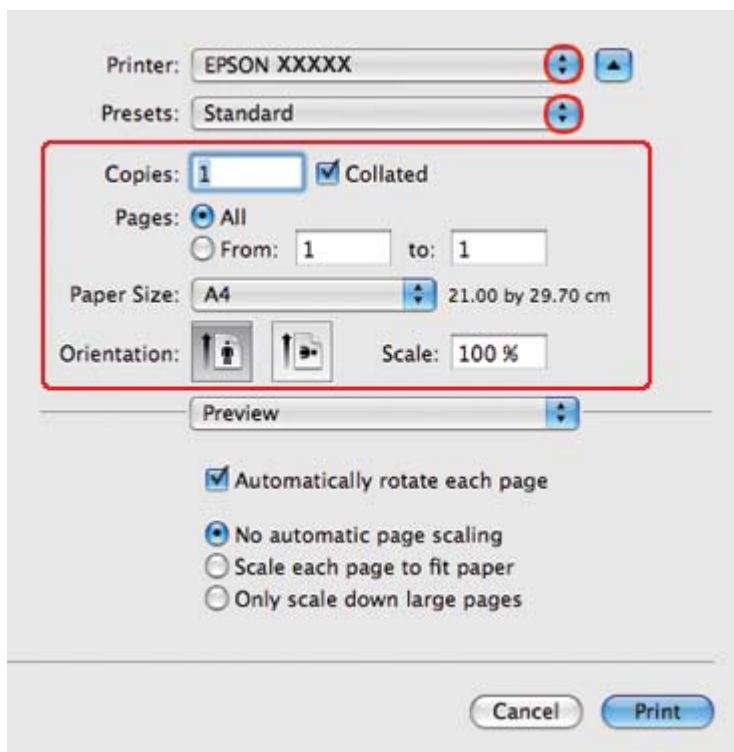 Printer: EPSON XXXXX
Presets: Standard
Copies: 1 Collated
Pages: All
From: 1 to: 1
Paper Size: A4 21.00 by 29.70 cm
Orientation: Scale: 100 %
Preview
Automatically rotate each page
No automatic page scaling
Scale each page to fit paper
Only scale down large pages
Cancel Print